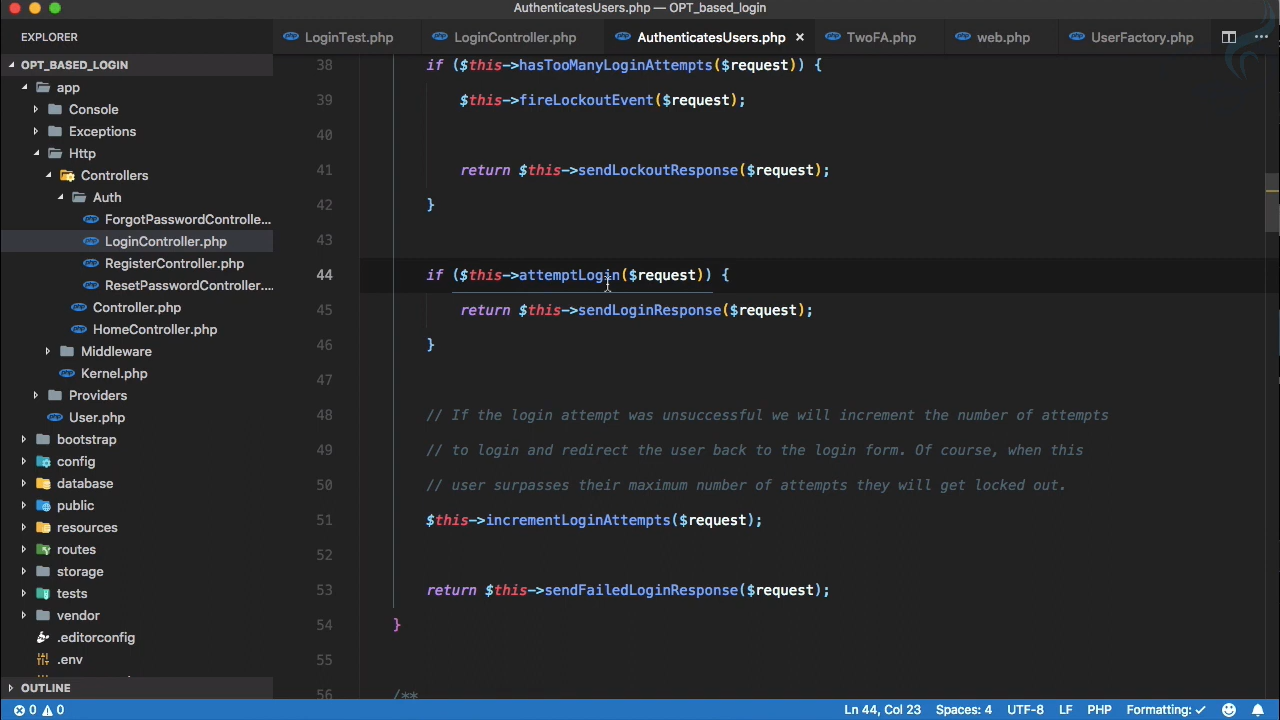 AuthenticatesUsers.php — OPT_based_login
EXPLORER
LoginTest.php
LoginController.php
AuthenticatesUsers.php ×
TwoFA.php
web.php
UserFactory.php
OPT_BASED_LOGIN
app
Console
Exceptions
Http
Controllers
Auth
ForgotPasswordControlle...
LoginController.php
RegisterController.php
ResetPasswordController....
Controller.php
HomeController.php
Middleware
Kernel.php
Providers
User.php
bootstrap
config
database
public
resources
routes
storage
tests
vendor
.editorconfig
.env
OUTLINE
38 if ($this->hasTooManyLoginAttempts($request)) {
39 $this->fireLockoutEvent($request);
40
41 return $this->sendLockoutResponse($request);
42 }
43
44 if ($this->attemptLogin($request)) {
45 return $this->sendLoginResponse($request);
46 }
47
48 // If the login attempt was unsuccessful we will increment the number of attempts
49 // to login and redirect the user back to the login form. Of course, when this
50 // user surpasses their maximum number of attempts they will get locked out.
51 $this->incrementLoginAttempts($request);
52
53 return $this->sendFailedLoginResponse($request);
54 }
55
56 /**
0 0
Ln 44, Col 23 Spaces: 4 UTF-8 LF PHP Formatting: ✓